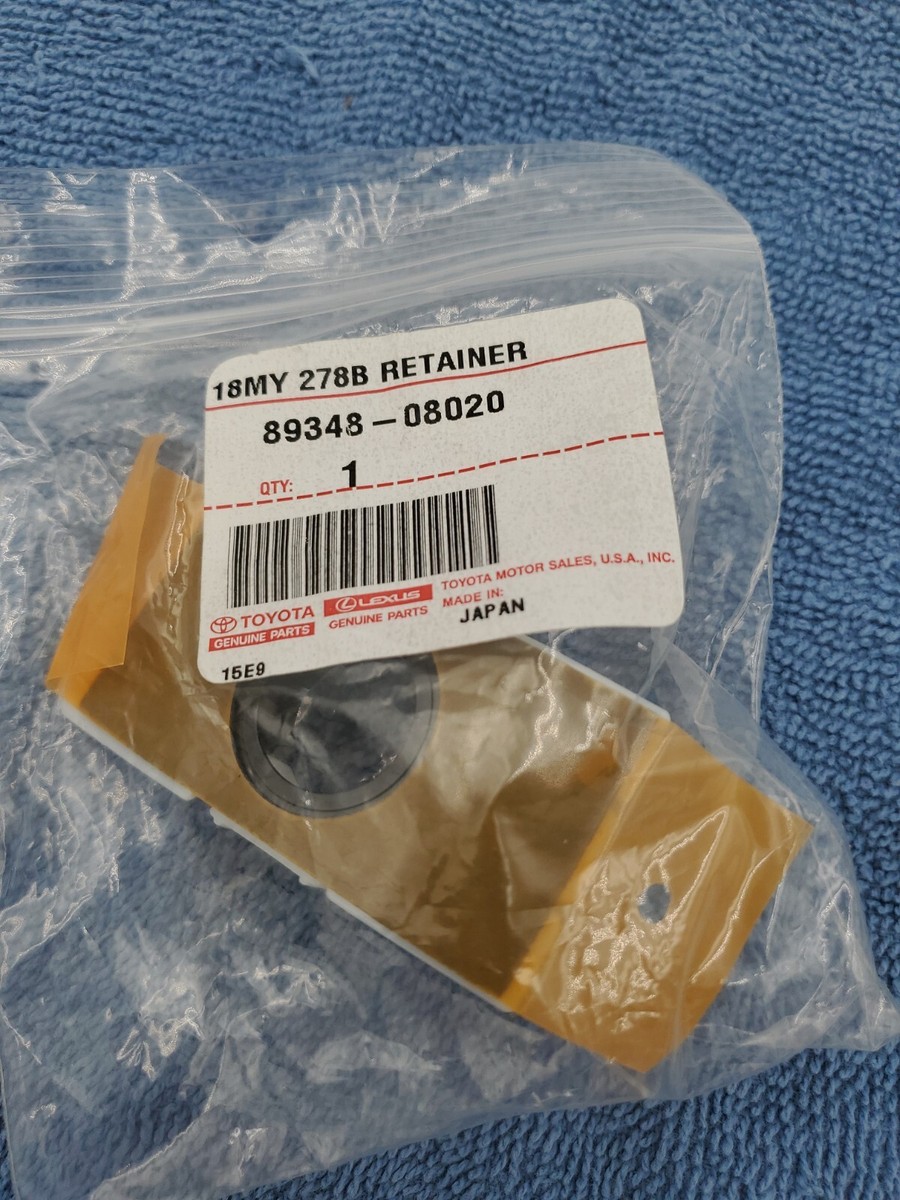 18MY 278B RETAINER
89348-08020
QTY: 1
TOYOTA
GENUINE PARTS
LEXUS
GENUINE PARTS
TOYOTA MOTOR SALES, U.S.A., INC.
MADE IN:
JAPAN
15E9